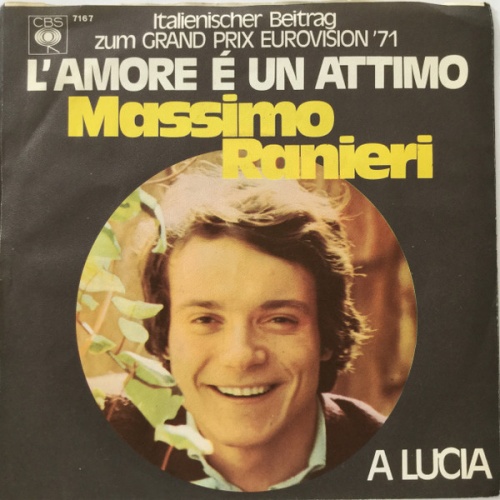 CBS 7167
Italienischer Beitrag
zum GRAND PRIX EUROVISION '71
L'AMORE É UN ATTIMO
Massimo
Ranieri
A LUCIA